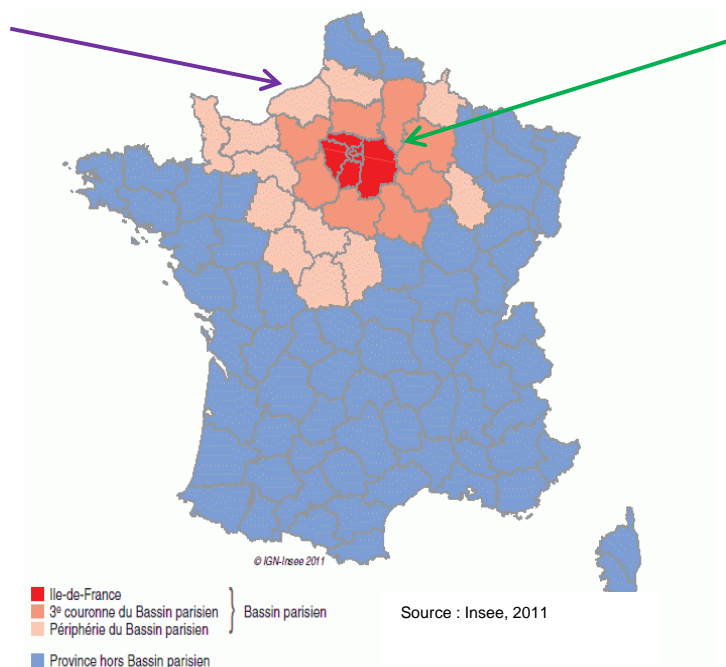 © IGN-Insee 2011
Ile-de-France
3e couronne du Bassin parisien
Périphérie du Bassin parisien
Bassin parisien
Province hors Bassin parisien
Source : Insee, 2011